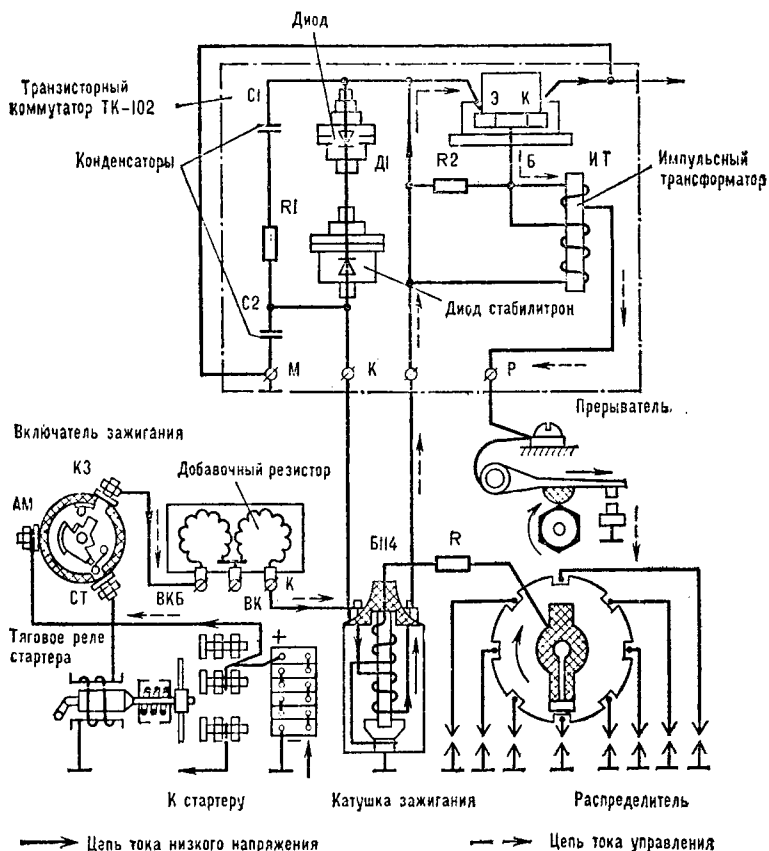 Диод
Транзисторный
коммутатор ТК-102
С1
Э К
Конденсаторы
Д1
R2
Б
ИТ
Импульсный
трансформатор
R1
С2
Диод стабилитрон
М
К
Р
Прерыватель
Включатель зажигания
КЗ
Добавочный резистор
АМ
Б114
R
СТ
ВКБ
ВК
К
Тяговое реле
стартера
+
−
К стартеру
Катушка зажигания
Распределитель
Цепь тока низкого напряжения
Цепь тока управления